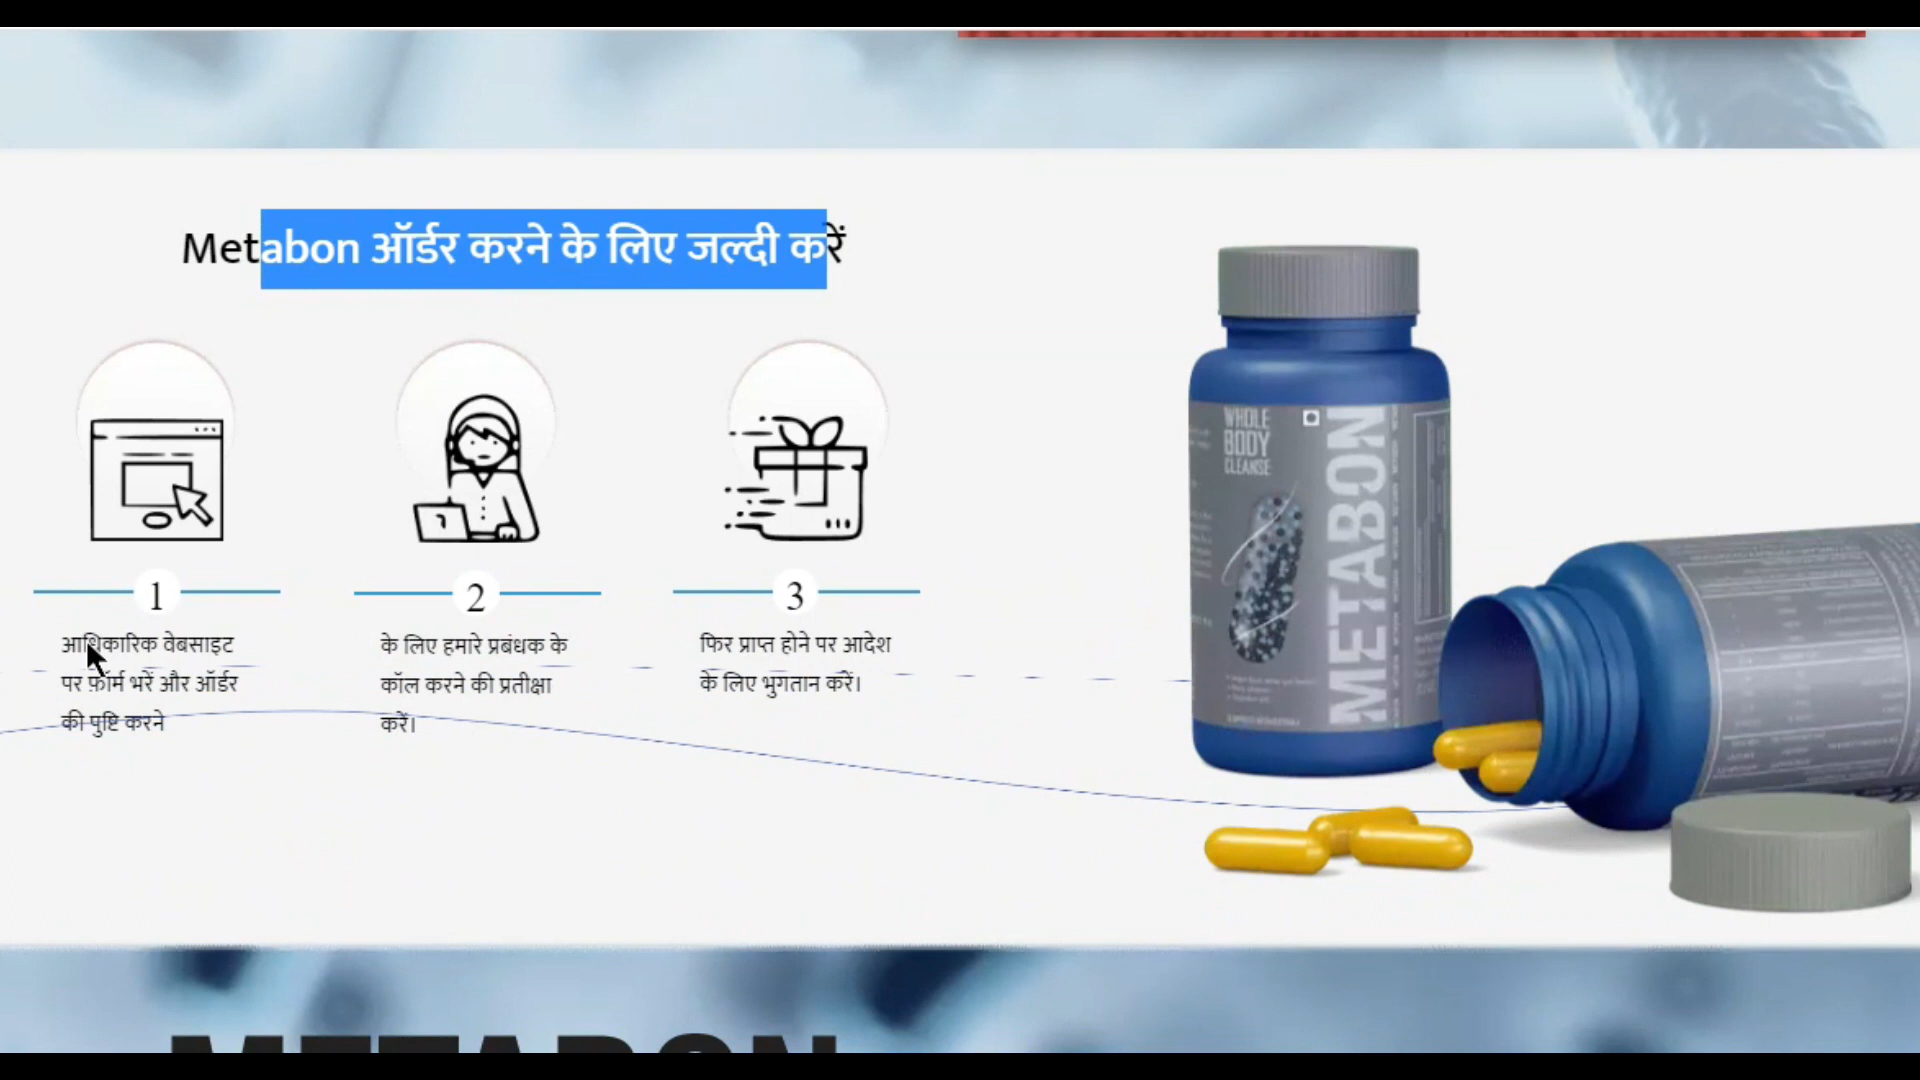 Metabon ऑर्डर करने के लिए जल्दी करें
1
आधिकारिक वेबसाइट
पर फ़ॉर्म भरें और ऑर्डर
की पुष्टि करने
2
के लिए हमारे प्रबंधक के
कॉल करने की प्रतीक्षा
करें।
3
फिर प्राप्त होने पर आदेश
के लिए भुगतान करें।
WHOLE
BODY
CLEANSE
METABON
METABON